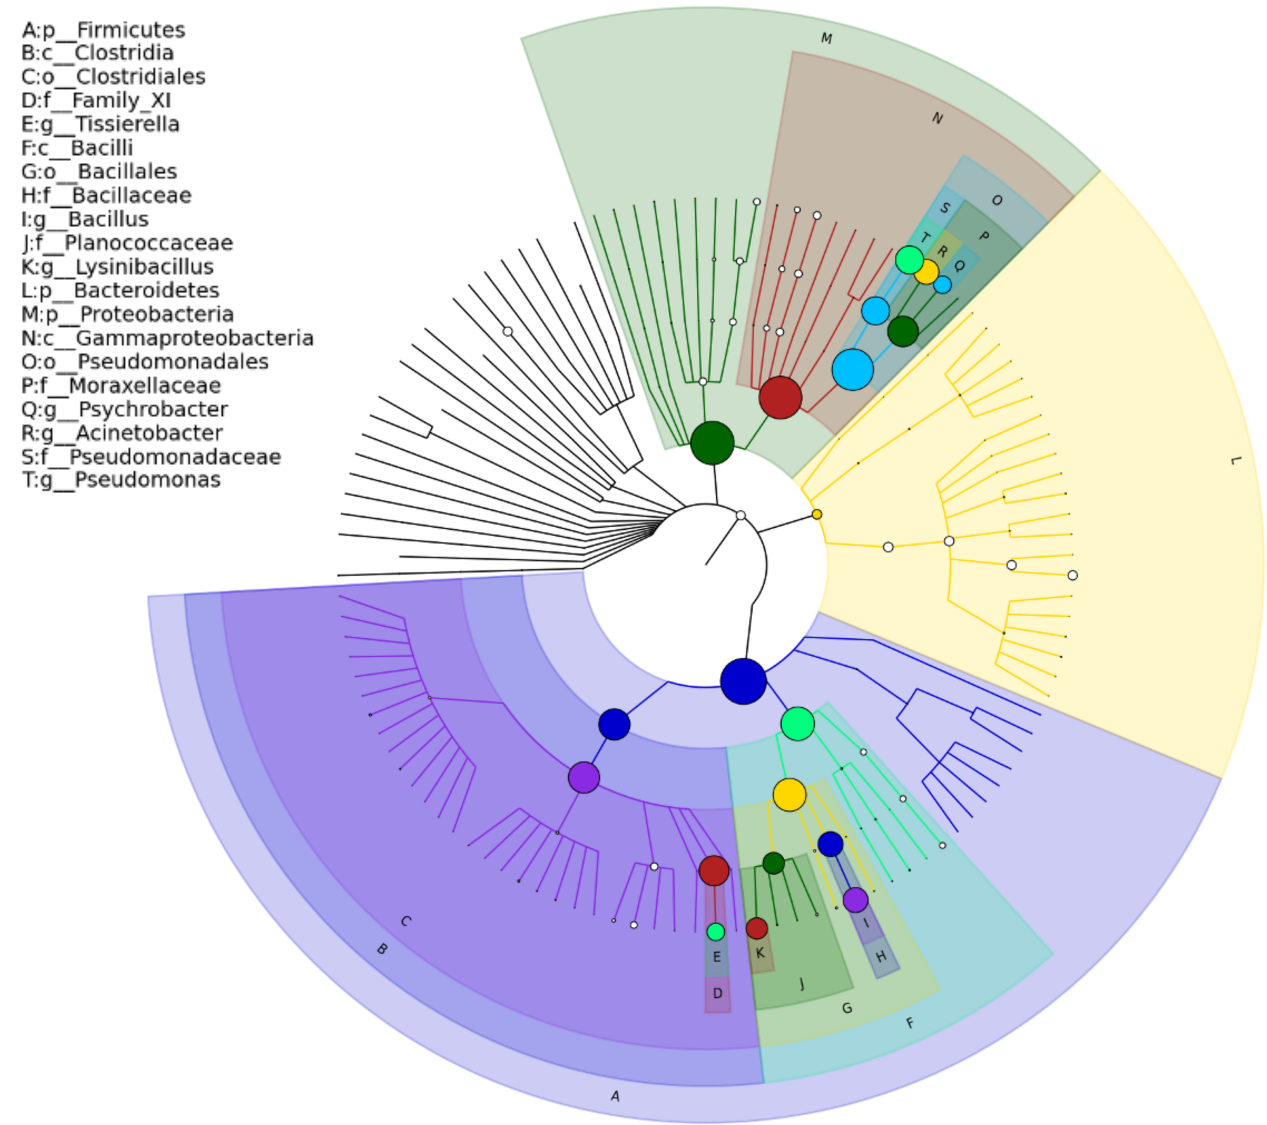 A:p__Firmicutes
B:c__Clostridia
C:o__Clostridiales
D:f__Family_XI
E:g__Tissierella
F:c__Bacilli
G:o__Bacillales
H:f__Bacillaceae
I:g__Bacillus
J:f__Planococcaceae
K:g__Lysinibacillus
L:p__Bacteroidetes
M:p__Proteobacteria
N:c__Gammaproteobacteria
O:o__Pseudomonadales
P:f__Moraxellaceae
Q:g__Psychrobacter
R:g__Acinetobacter
S:f__Pseudomonadaceae
T:g__Pseudomonas
M
N
O
S
P
T
R
Q
L
C
B
I
K
E
H
D
J
G
F
A